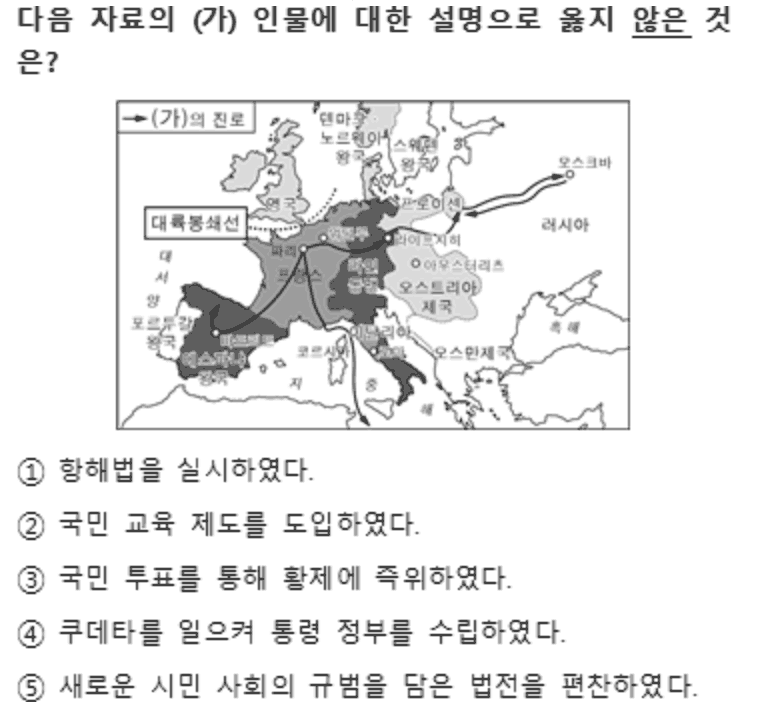 다음 자료의 (가) 인물에 대한 설명으로 옳지 않은 것
은?
→(가)의 진로
덴마크
노르웨이
왕국
스웨덴
왕국
모스크바
영국
프로이센
대륙봉쇄선
러시아
파리
라이프치히
대
서
양
프랑스
아우스터리츠
오스트리아
제국
흑해
포르투갈
왕국
마드리드
에스파냐
왕국
이탈리아
코르시카
로마
오스만제국
지
중
해
① 항해법을 실시하였다.
② 국민 교육 제도를 도입하였다.
③ 국민 투표를 통해 황제에 즉위하였다.
④ 쿠데타를 일으켜 통령 정부를 수립하였다.
⑤ 새로운 시민 사회의 규범을 담은 법전을 편찬하였다.